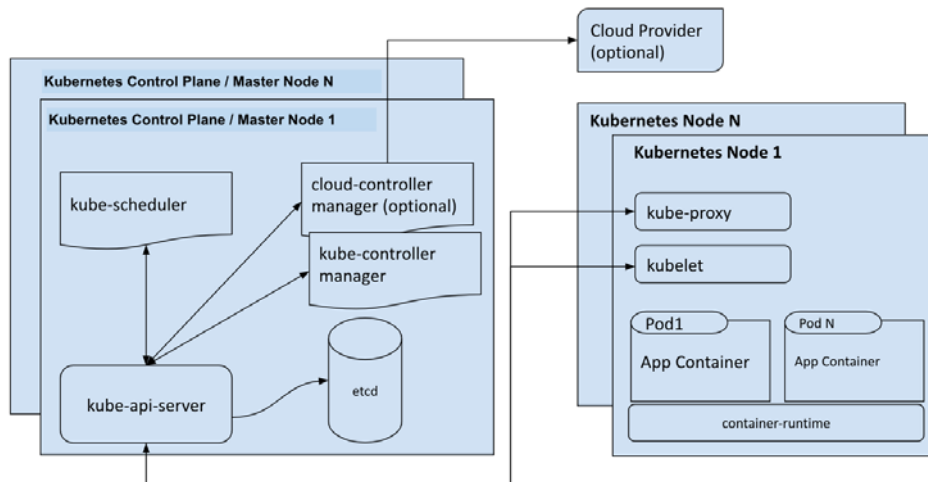 Cloud Provider
(optional)
Kubernetes Control Plane / Master Node N
Kubernetes Control Plane / Master Node 1
kube-scheduler
cloud-controller
manager (optional)
kube-controller
manager
kube-api-server
etcd
Kubernetes Node N
Kubernetes Node 1
kube-proxy
kubelet
Pod1
App Container
Pod N
App Container
container-runtime